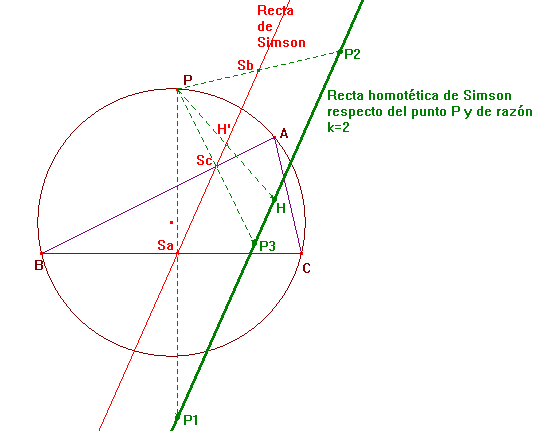 Recta
de
Simson
Sb
P2
P
Recta homotética de Simson
respecto del punto P y de razón
k=2
H'
A
Sc
H
Sa
P3
B
C
P1